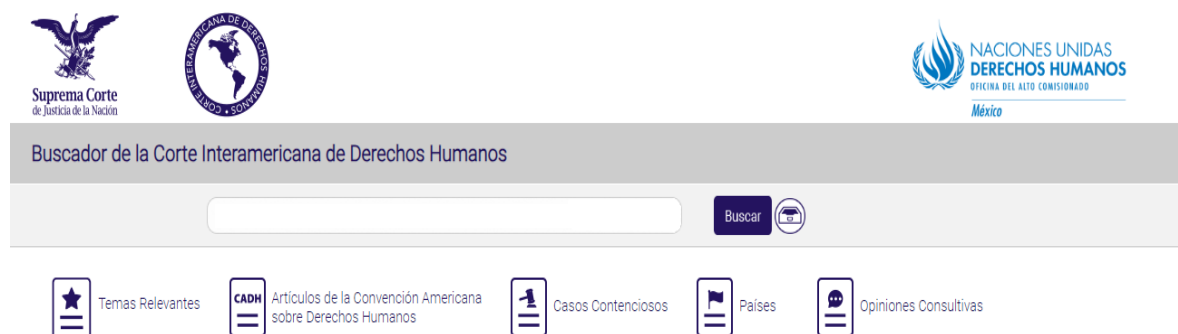 Suprema Corte
de Justicia de la Nación
CORTE INTERAMERICANA DE DERECHOS HUMANOS
NACIONES UNIDAS
DERECHOS HUMANOS
OFICINA DEL ALTO COMISIONADO
México
Buscador de la Corte Interamericana de Derechos Humanos
Buscar
Temas Relevantes
CADH
Artículos de la Convención Americana
sobre Derechos Humanos
Casos Contenciosos
Países
Opiniones Consultivas